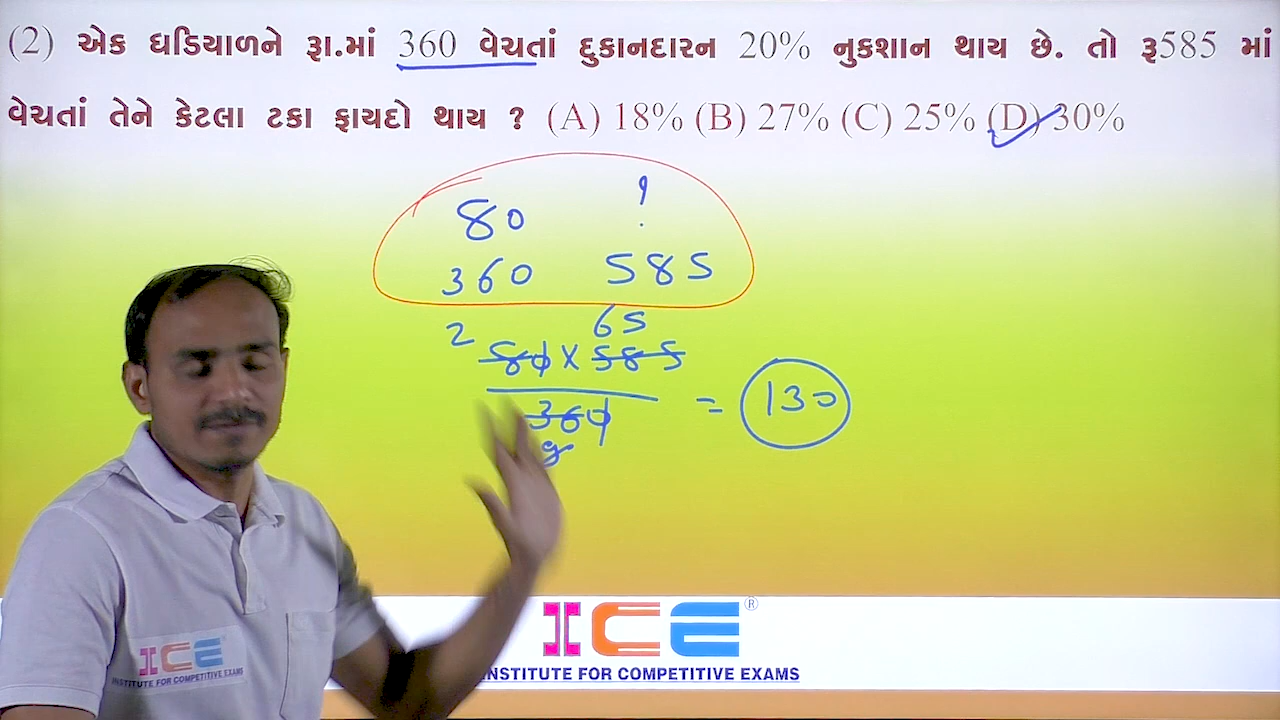 (2) એક ઘડિયાળને રૂા.માં 360 વેચતાં દુકાનદારન 20% નુકશાન થાય છે. તો રૂ585 માં
વેચતાં તેને કેટલા ટકા ફાયદો થાય ? (A) 18% (B) 27% (C) 25% (D) 30%
80 ?
360 585
2 65
80 X 585
360 = 130
9
ICE®
INSTITUTE FOR COMPETITIVE EXAMS
ICE
INSTITUTE FOR COMPETITIVE EXAMS